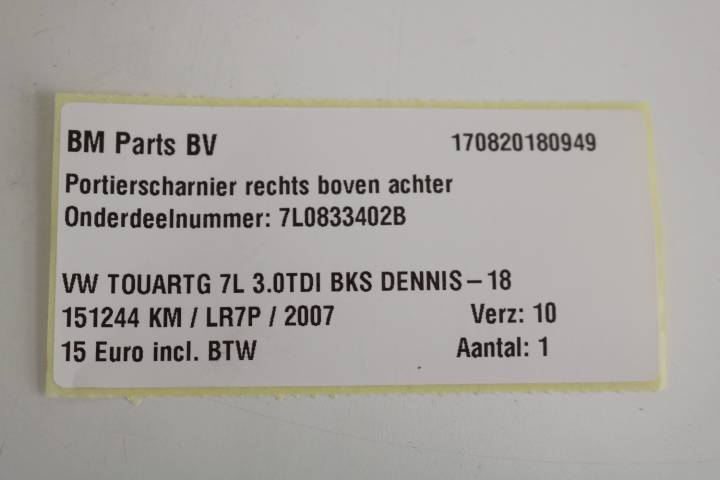 BM Parts BV 170820180949
Portierscharnier rechts boven achter
Onderdeelnummer: 7L0833402B
VW TOUARTG 7L 3.0TDI BKS DENNIS-18
151244 KM / LR7P / 2007 Verz: 10
15 Euro incl. BTW Aantal: 1